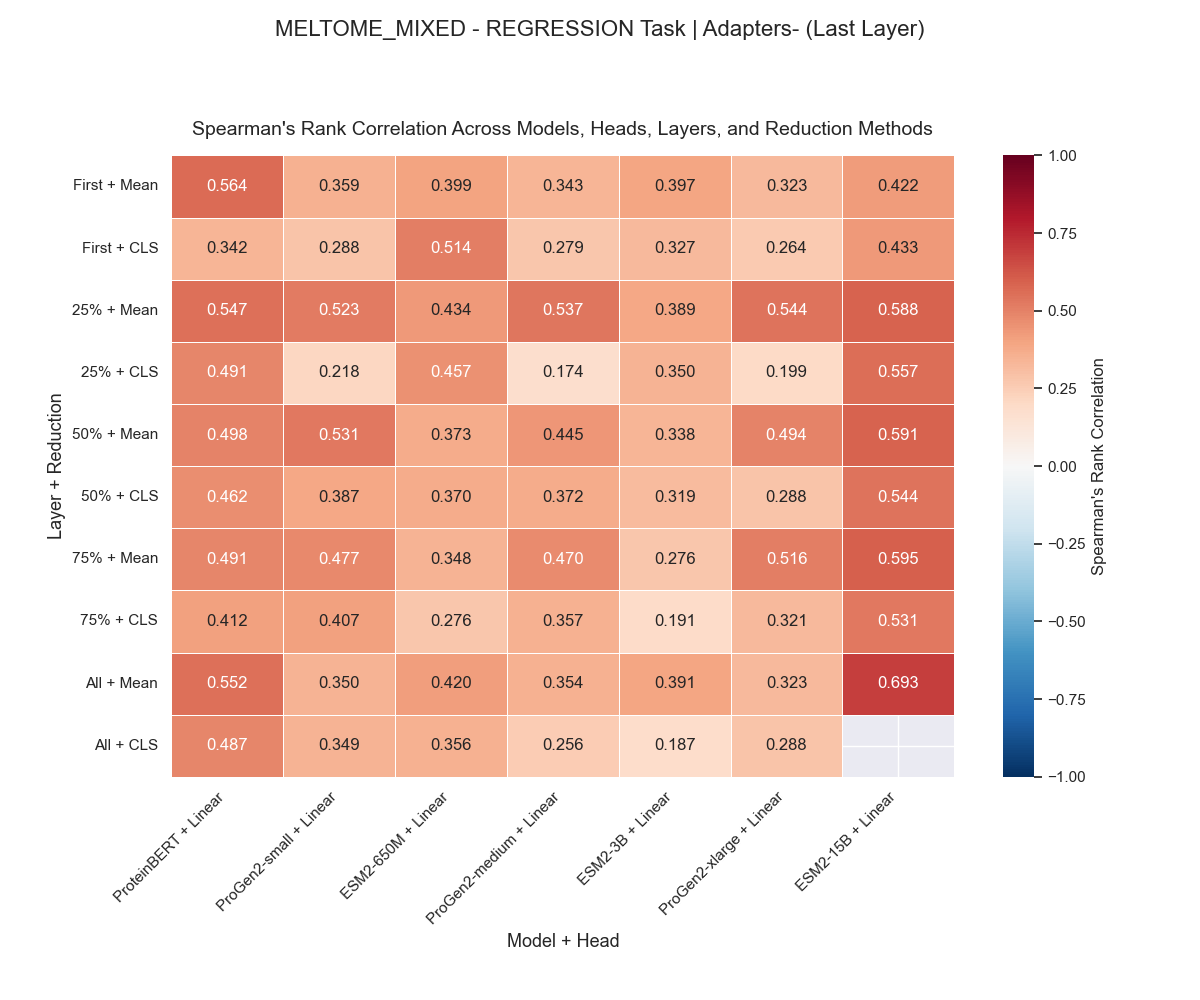 MELTOME_MIXED - REGRESSION Task | Adapters- (Last Layer)
Spearman's Rank Correlation Across Models, Heads, Layers, and Reduction Methods
Layer + Reduction
First + Mean 0.564 0.359 0.399 0.343 0.397 0.323 0.422
First + CLS 0.342 0.288 0.514 0.279 0.327 0.264 0.433
25% + Mean 0.547 0.523 0.434 0.537 0.389 0.544 0.588
25% + CLS 0.491 0.218 0.457 0.174 0.350 0.199 0.557
50% + Mean 0.498 0.531 0.373 0.445 0.338 0.494 0.591
50% + CLS 0.462 0.387 0.370 0.372 0.319 0.288 0.544
75% + Mean 0.491 0.477 0.348 0.470 0.276 0.516 0.595
75% + CLS 0.412 0.407 0.276 0.357 0.191 0.321 0.531
All + Mean 0.552 0.350 0.420 0.354 0.391 0.323 0.693
All + CLS 0.487 0.349 0.356 0.256 0.187 0.288
ProteinBERT + Linear
ProGen2-small + Linear
ESM2-650M + Linear
ProGen2-medium + Linear
ESM2-3B + Linear
ProGen2-xlarge + Linear
ESM2-15B + Linear
Model + Head
1.00
0.75
0.50
0.25
0.00
−0.25
−0.50
−0.75
−1.00
Spearman's Rank Correlation